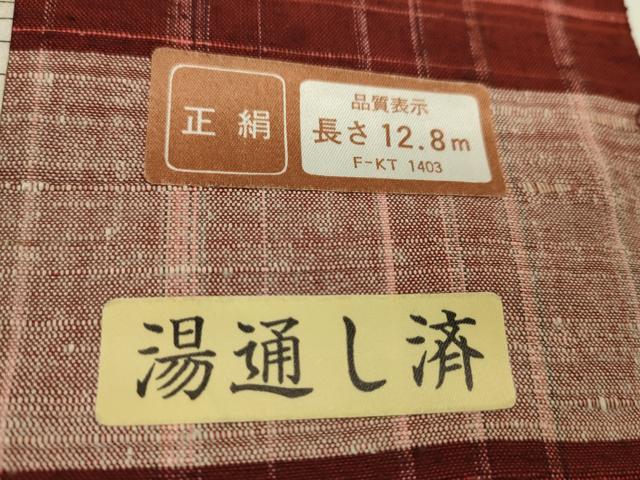 正絹
品質表示
長さ 12.8m
F-KT 1403
湯通し済